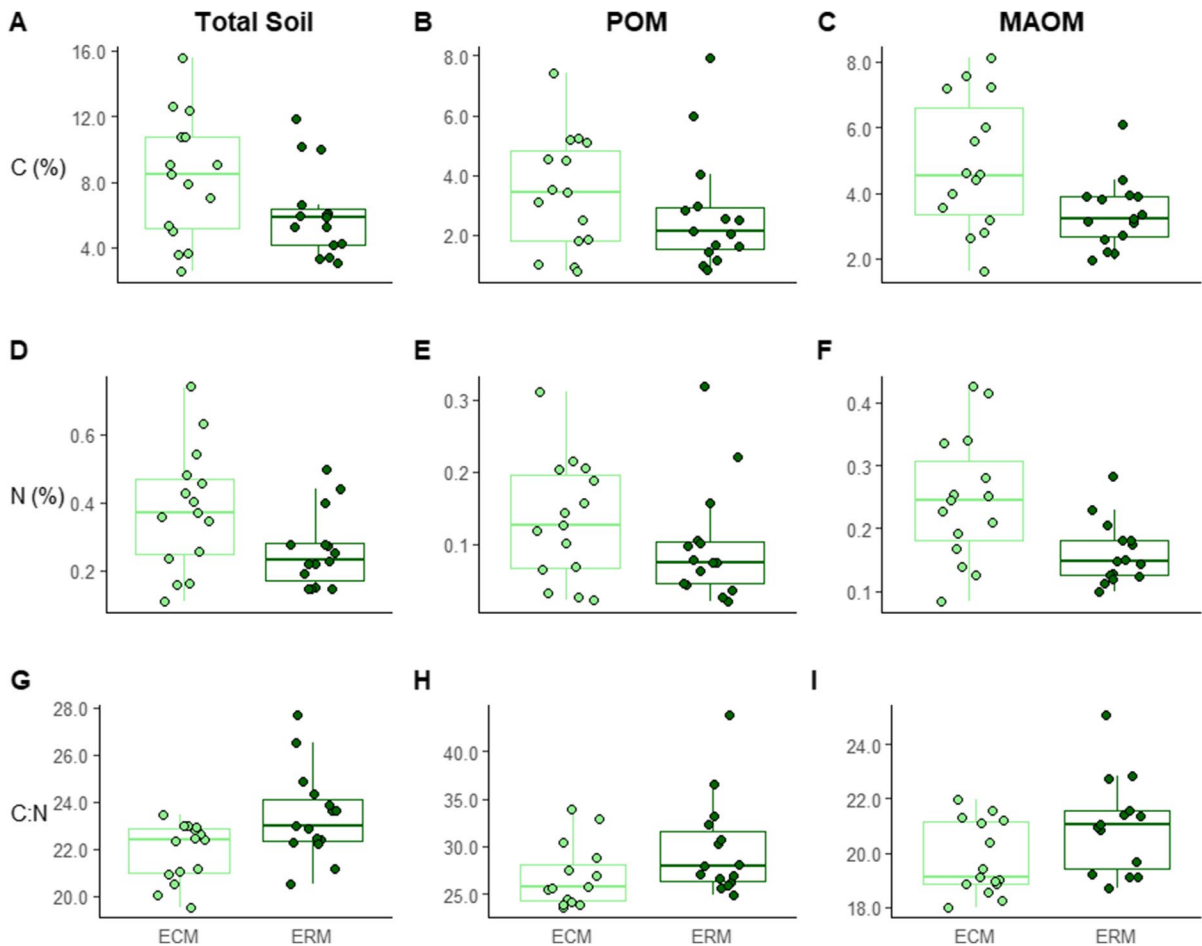 A Total Soil B POM C MAOM
16.0 8.0 8.0
12.0 6.0 6.0
C (%) 8.0 4.0 4.0
4.0 2.0 2.0
D E F
0.6 0.3 0.4
N (%) 0.4 0.2 0.3
0.2 0.1 0.2
0.1
G H I
28.0 40.0 24.0
26.0 35.0 22.0
C:N 24.0 30.0 20.0
22.0 25.0 18.0
20.0
ECM ERM ECM ERM ECM ERM